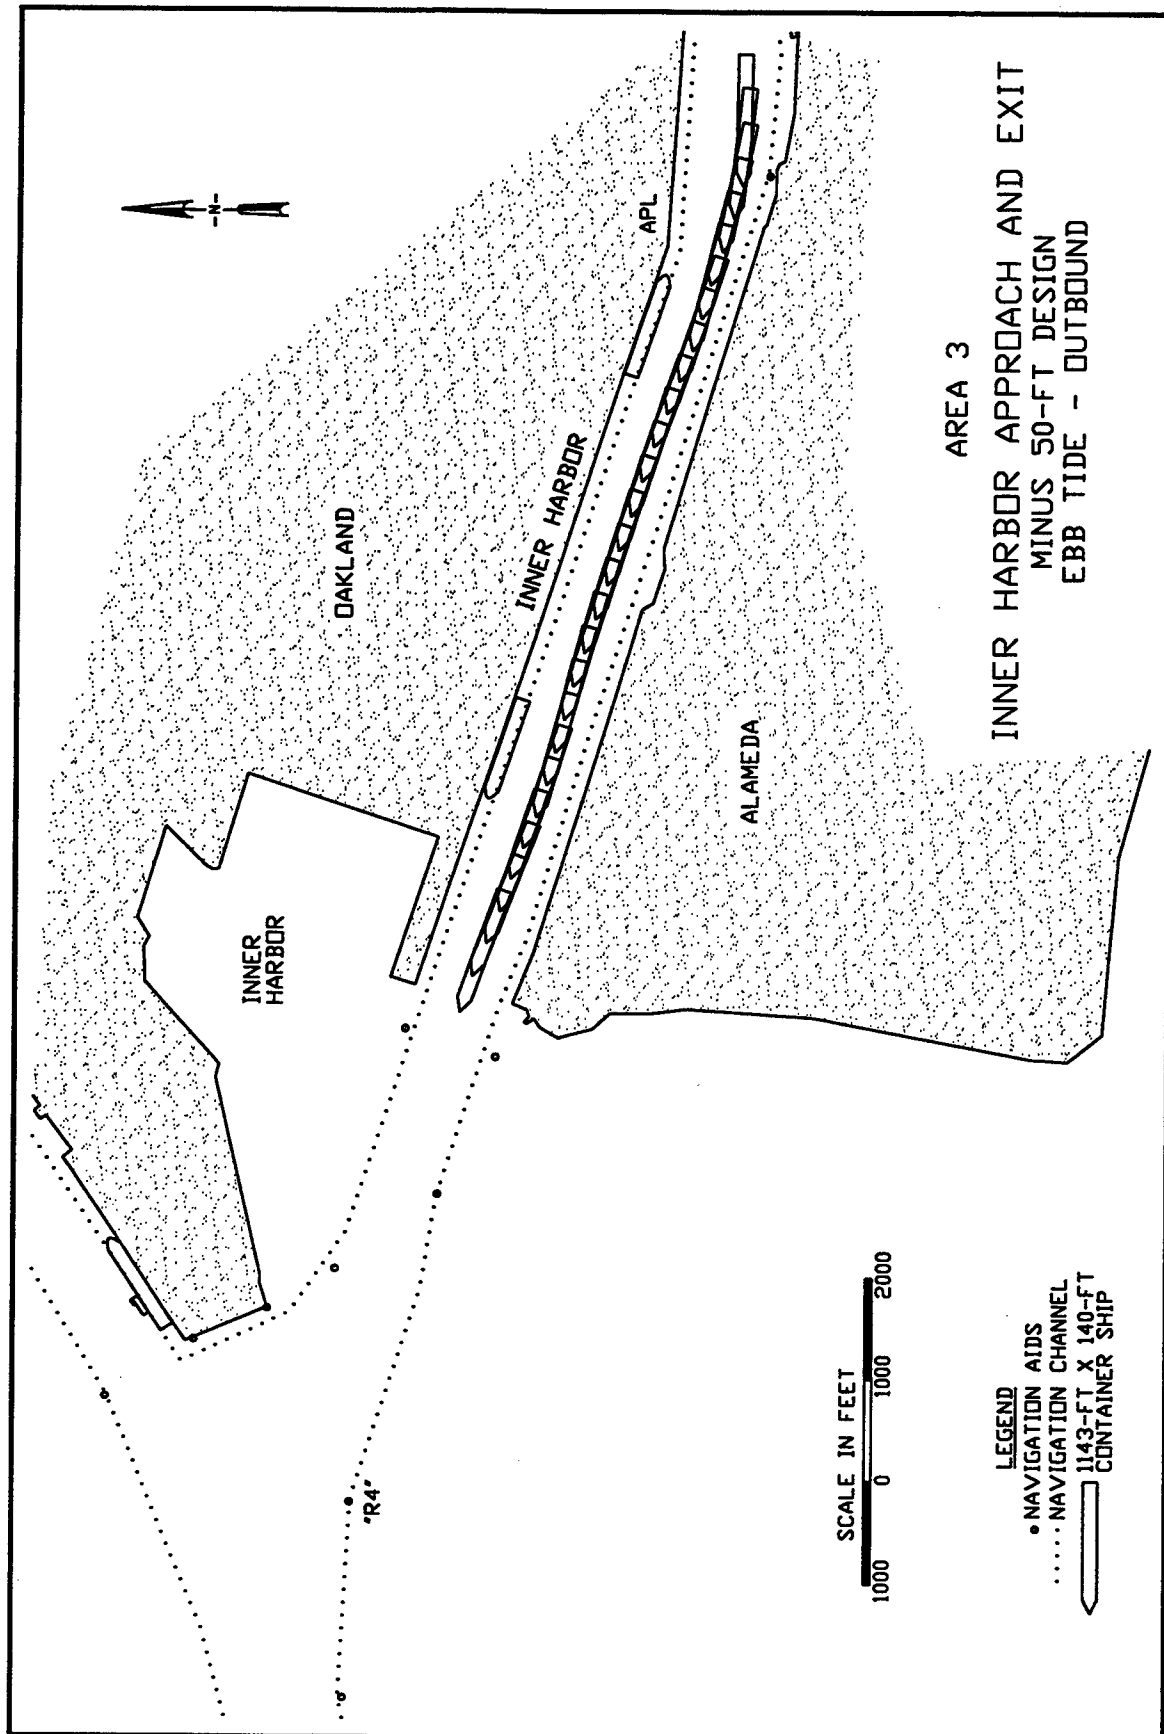 -N-
OAKLAND
APL
INNER HARBOR
INNER
HARBOR
ALAMEDA
"R4"
AREA 3
INNER HARBOR APPROACH AND EXIT
MINUS 50-FT DESIGN
EBB TIDE - OUTBOUND
SCALE IN FEET
1000 0 1000 2000
LEGEND
NAVIGATION AIDS
NAVIGATION CHANNEL
1143-FT X 140-FT
CONTAINER SHIP